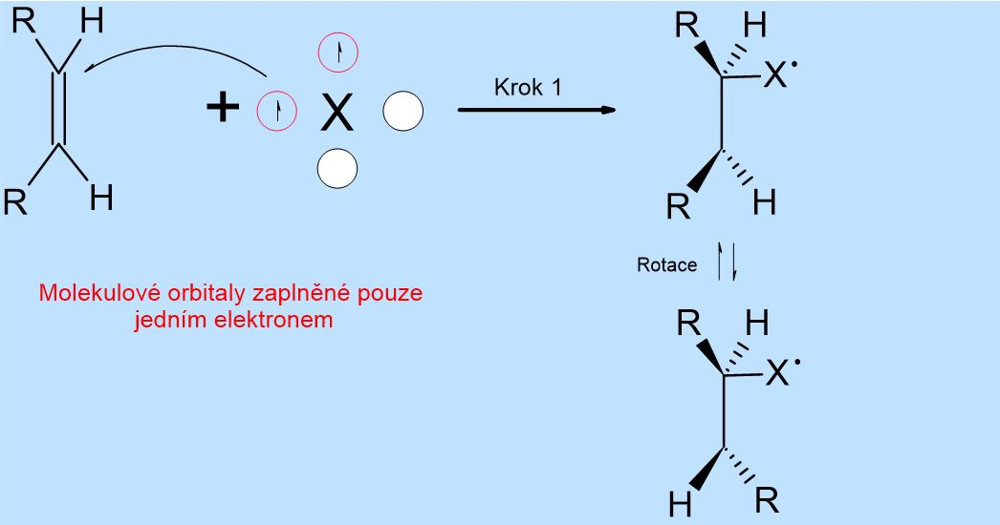 R H
R H
+ X
Krok 1
R H
X•
R H
Rotace
R H
X•
H R
Molekulové orbitaly zaplněné pouze
jedním elektronem